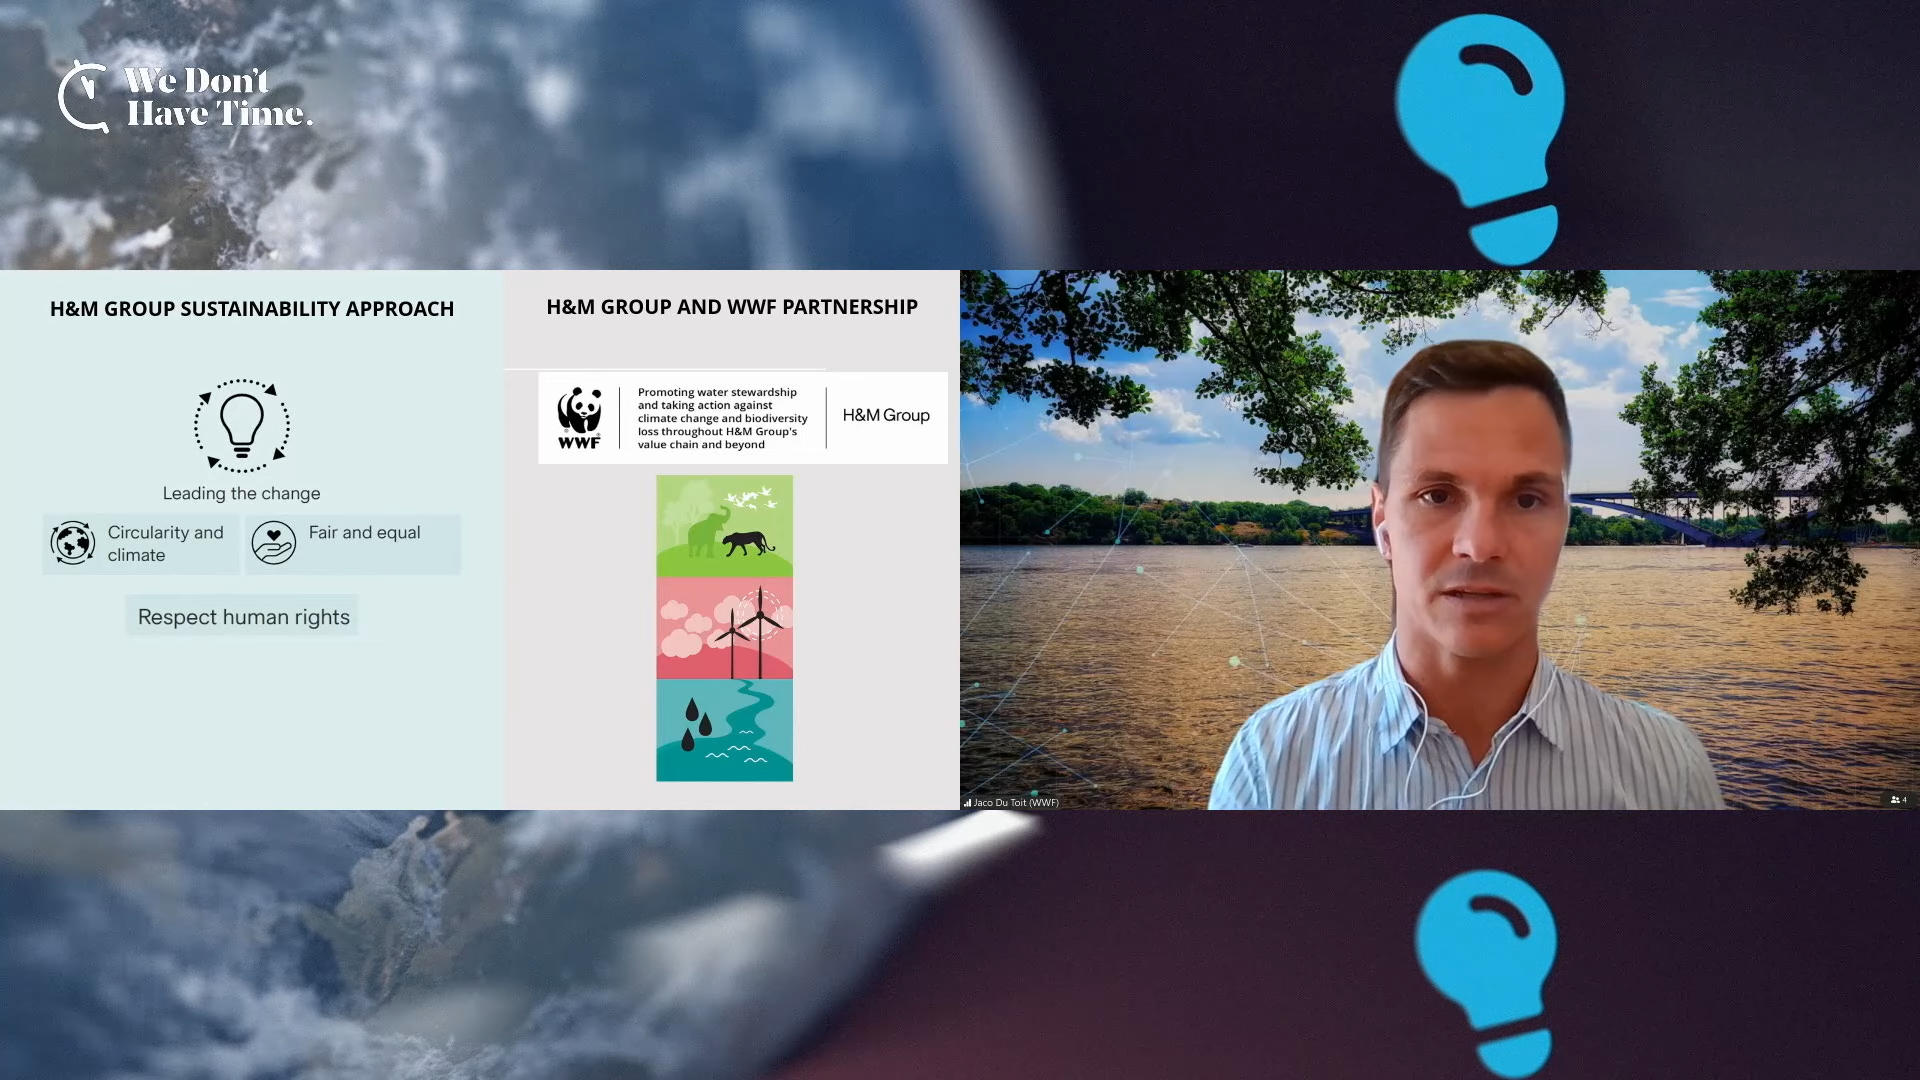 We Don't
Have Time.
H&M GROUP SUSTAINABILITY APPROACH
Leading the change
Circularity and
climate
Fair and equal
Respect human rights
H&M GROUP AND WWF PARTNERSHIP
WWF
Promoting water stewardship
and taking action against
climate change and biodiversity
loss throughout H&M Group's
value chain and beyond
H&M Group
Jaco Du Toit (WWF)
4